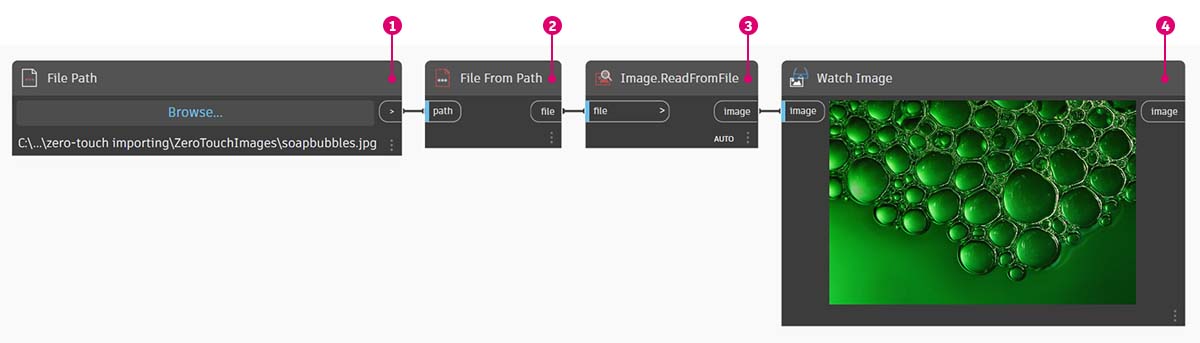 1
2
3
4
File Path
File From Path
Image.ReadFromFile
Watch Image
Browse...
>
path
file
file
>
image
image
image
C:\...\zero-touch importing\ZeroTouchImages\soapbubbles.jpg
AUTO